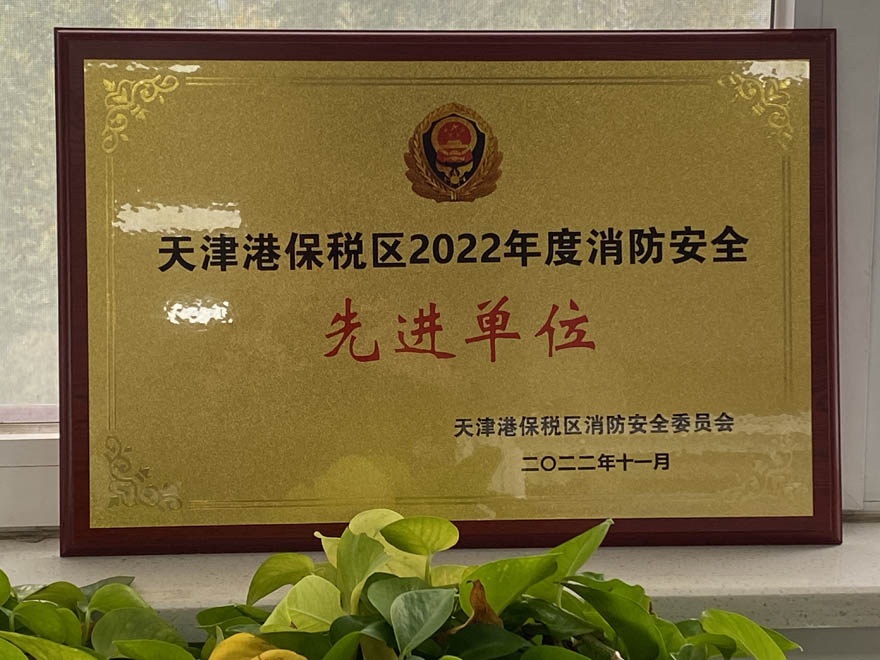 天津港保税区2022年度消防安全
先进单位
天津港保税区消防安全委员会
二〇二二年十一月